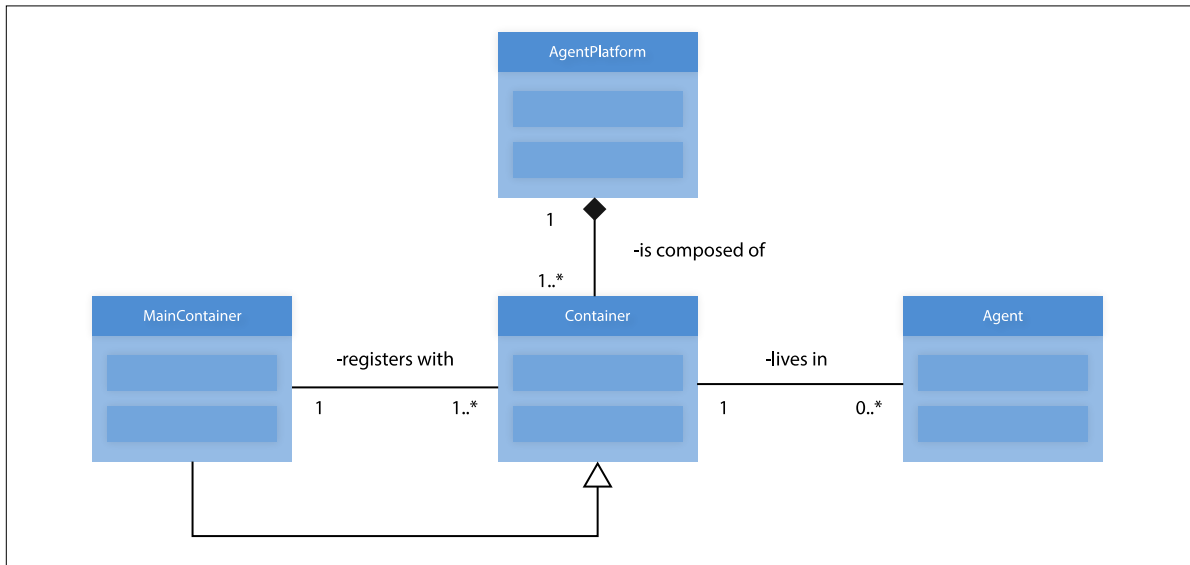 AgentPlatform
1
-is composed of
1..*
MainContainer
Container
Agent
-registers with
-lives in
1
1..*
1
0..*